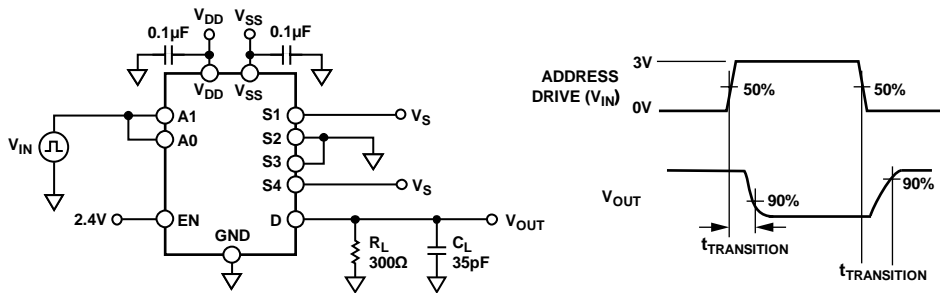 VDD
VSS
0.1µF
0.1µF
VDD
VSS
A1
A0
VIN
2.4V
EN
GND
S1
VS
S2
S3
S4
VS
D
VOUT
RL
300Ω
CL
35pF
ADDRESS
DRIVE (VIN)
3V
0V
50%
50%
VOUT
90%
90%
tTRANSITION
tTRANSITION